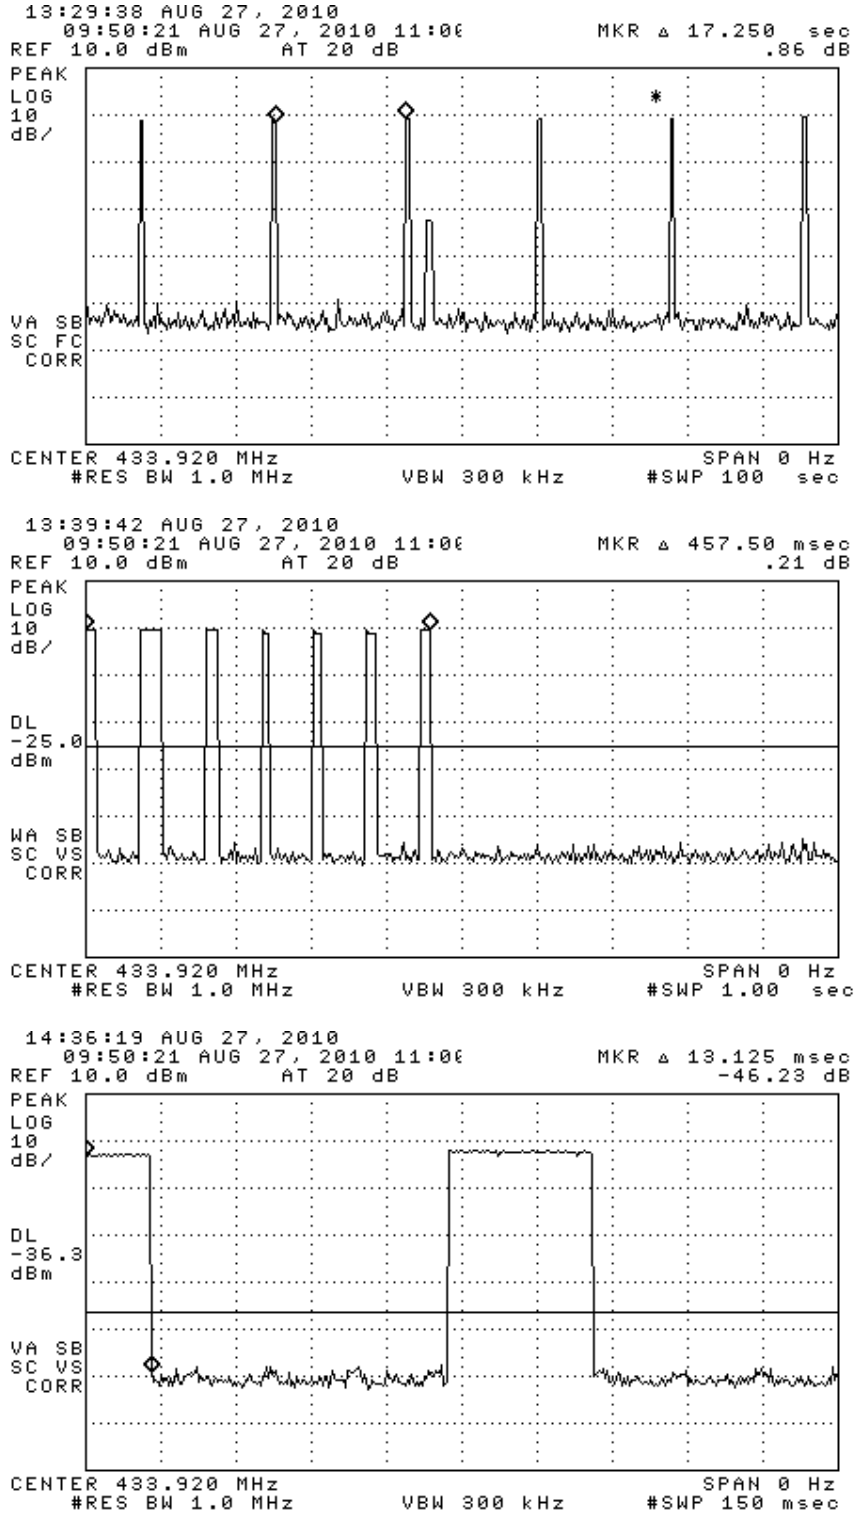 13:29:38 AUG 27, 2010
09:50:21 AUG 27, 2010 11:06
MKR Δ 17.250 sec
REF 10.0 dBm AT 20 dB .86 dB
PEAK
LOG
10
dB/
VA SB
SC FC
CORR
CENTER 433.920 MHz SPAN 0 Hz
#RES BW 1.0 MHz VBW 300 kHz #SWP 100 sec
13:39:42 AUG 27, 2010
09:50:21 AUG 27, 2010 11:06
MKR Δ 457.50 msec
REF 10.0 dBm AT 20 dB .21 dB
PEAK
LOG
10
dB/
DL
-25.0
dBm
WA SB
SC VS
CORR
CENTER 433.920 MHz SPAN 0 Hz
#RES BW 1.0 MHz VBW 300 kHz #SWP 1.00 sec
14:36:19 AUG 27, 2010
09:50:21 AUG 27, 2010 11:06
MKR Δ 13.125 msec
REF 10.0 dBm AT 20 dB -46.23 dB
PEAK
LOG
10
dB/
DL
-36.3
dBm
VA SB
SC VS
CORR
CENTER 433.920 MHz SPAN 0 Hz
#RES BW 1.0 MHz VBW 300 kHz #SWP 150 msec